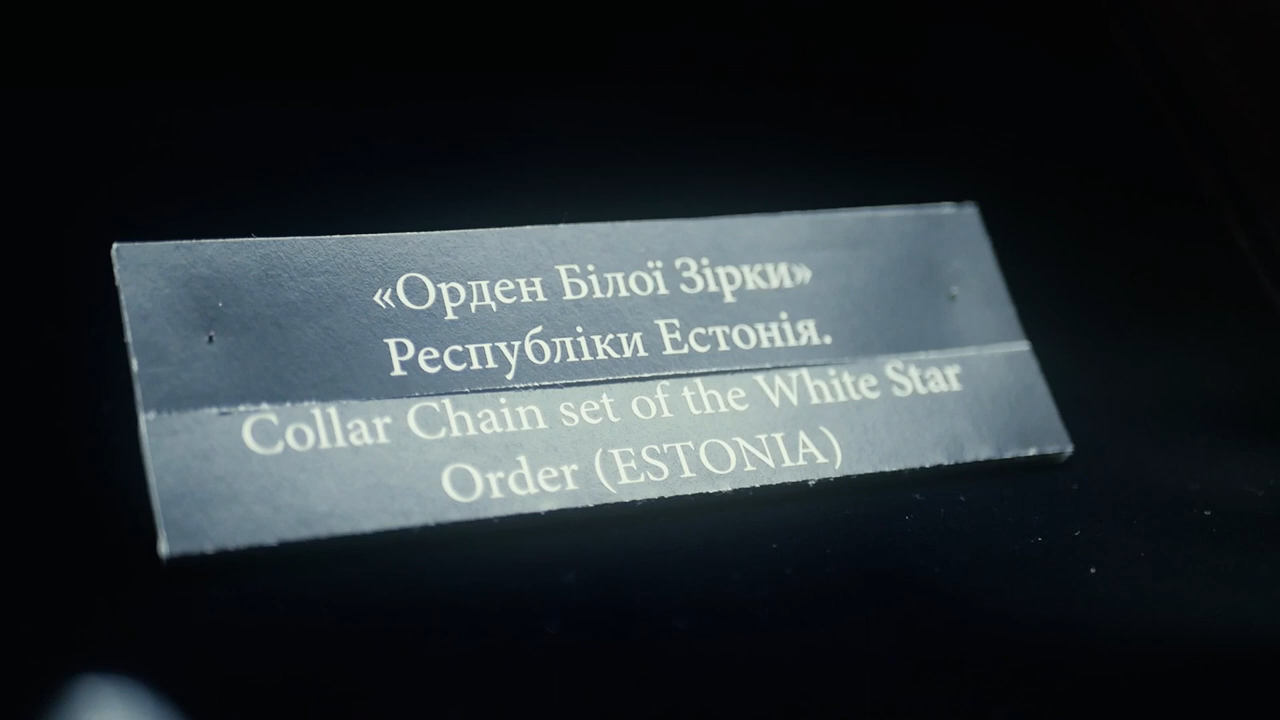 «Орден Білої Зірки»
Республіки Естонія.
Collar Chain set of the White Star
Order (ESTONIA)